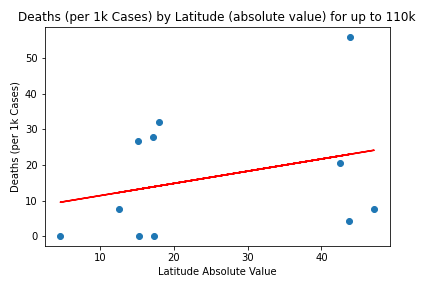 Deaths (per 1k Cases) by Latitude (absolute value) for up to 110k
Deaths (per 1k Cases)
50
40
30
20
10
0
10 20 30 40
Latitude Absolute Value